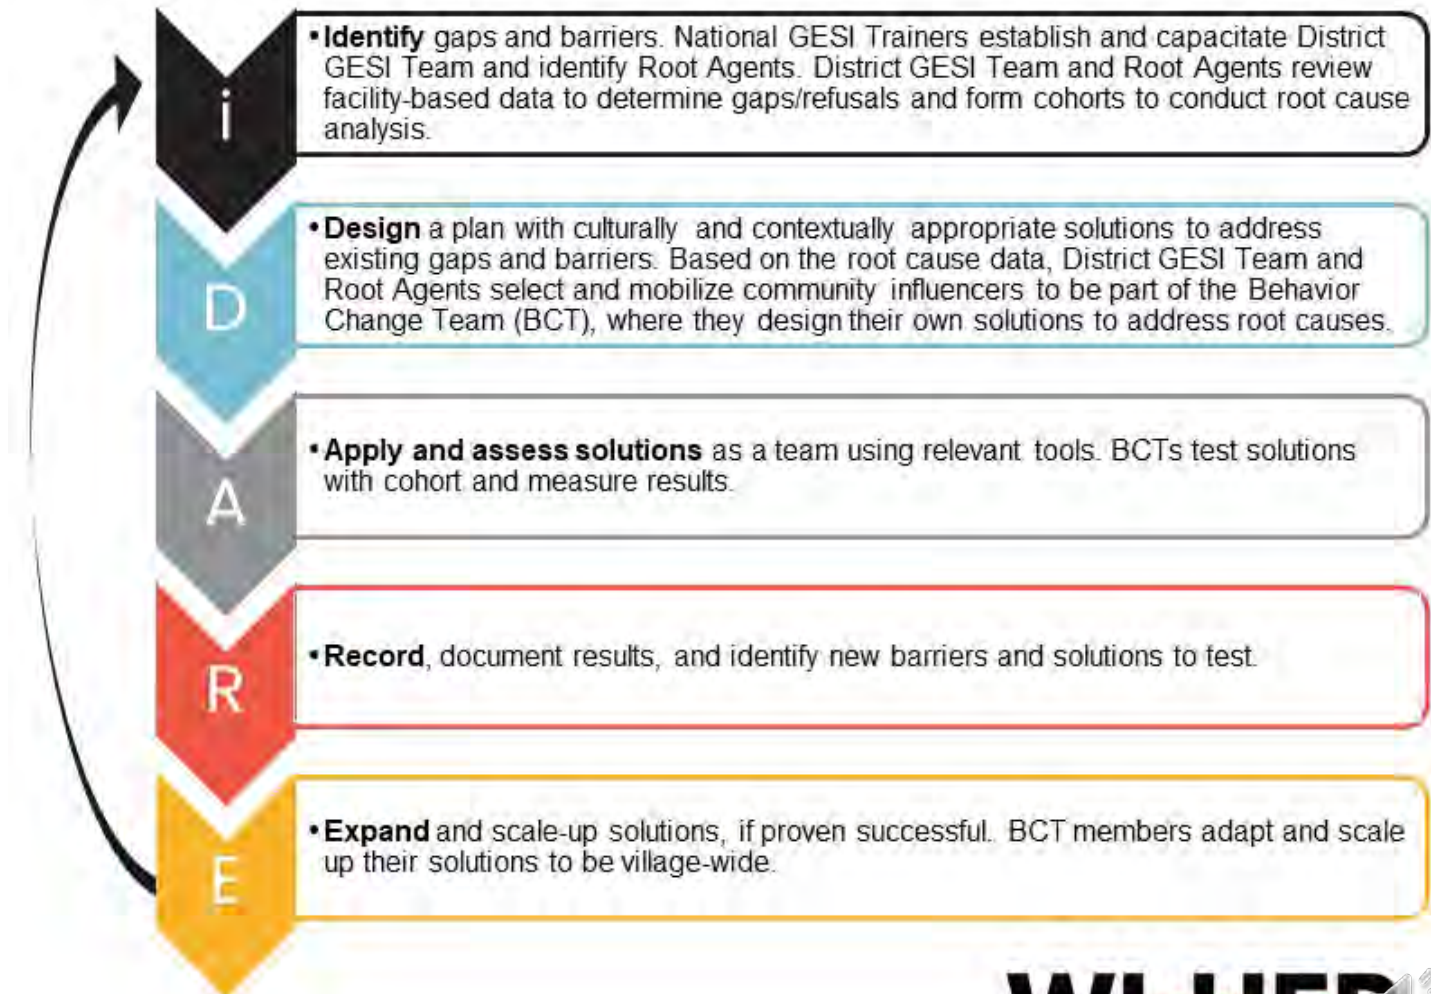 i
•Identify gaps and barriers. National GESI Trainers establish and capacitate District
GESI Team and identify Root Agents. District GESI Team and Root Agents review
facility-based data to determine gaps/refusals and form cohorts to conduct root cause
analysis.
D
•Design a plan with culturally and contextually appropriate solutions to address
existing gaps and barriers. Based on the root cause data, District GESI Team and
Root Agents select and mobilize community influencers to be part of the Behavior
Change Team (BCT), where they design their own solutions to address root causes.
A
•Apply and assess solutions as a team using relevant tools. BCTs test solutions
with cohort and measure results.
R
•Record, document results, and identify new barriers and solutions to test.
E
•Expand and scale-up solutions, if proven successful. BCT members adapt and scale
up their solutions to be village-wide.